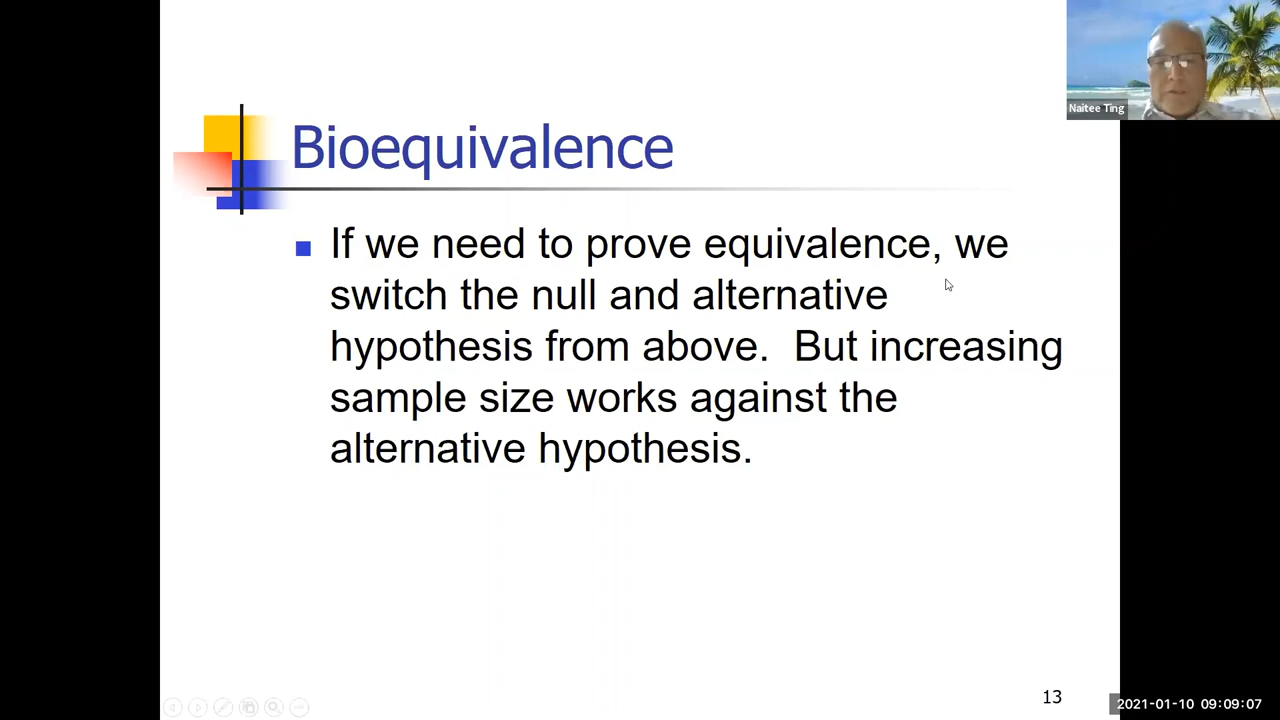 Naitee Ting
Bioequivalence
If we need to prove equivalence, we
switch the null and alternative
hypothesis from above.  But increasing
sample size works against the
alternative hypothesis.
13
2021-01-10 09:09:07